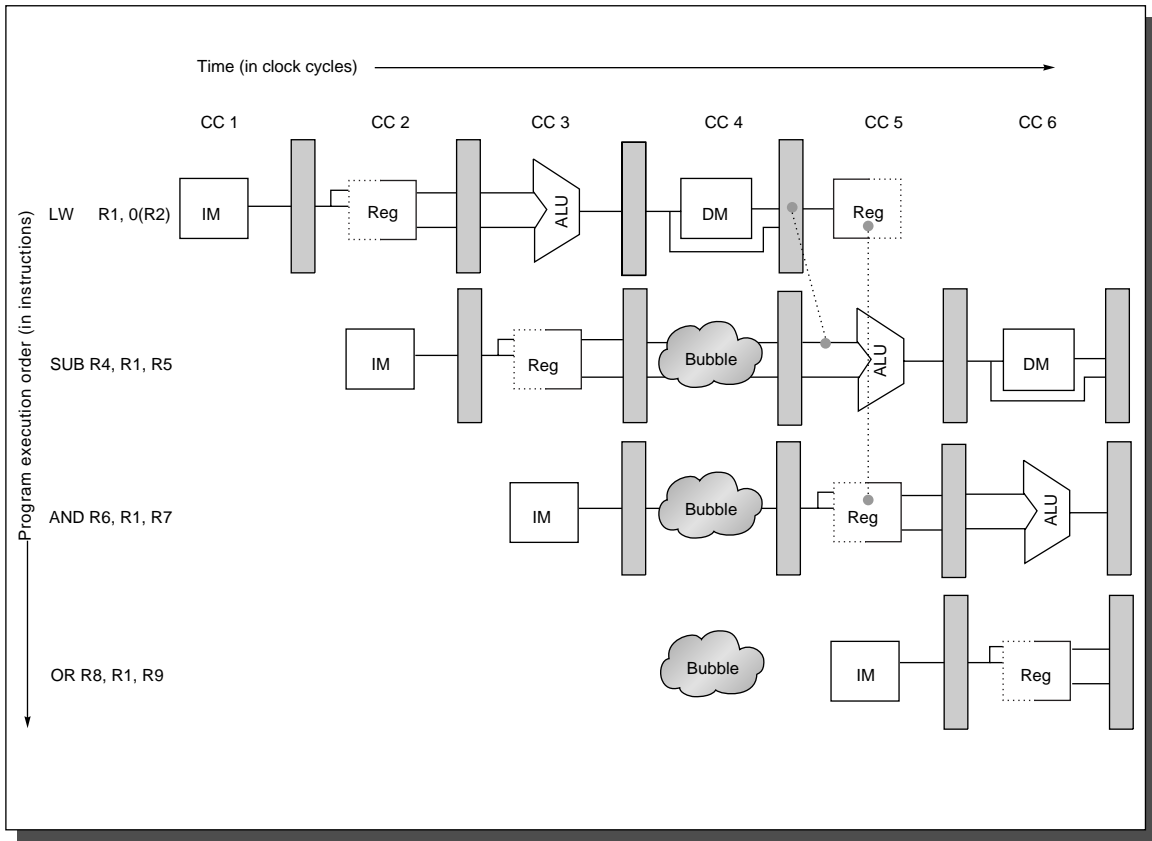 Time (in clock cycles)
CC 1 CC 2 CC 3 CC 4 CC 5 CC 6
Program execution order (in instructions)
LW R1, 0(R2) IM Reg ALU DM Reg
SUB R4, R1, R5 IM Reg Bubble ALU DM
AND R6, R1, R7 IM Bubble Reg ALU
OR R8, R1, R9 Bubble IM Reg